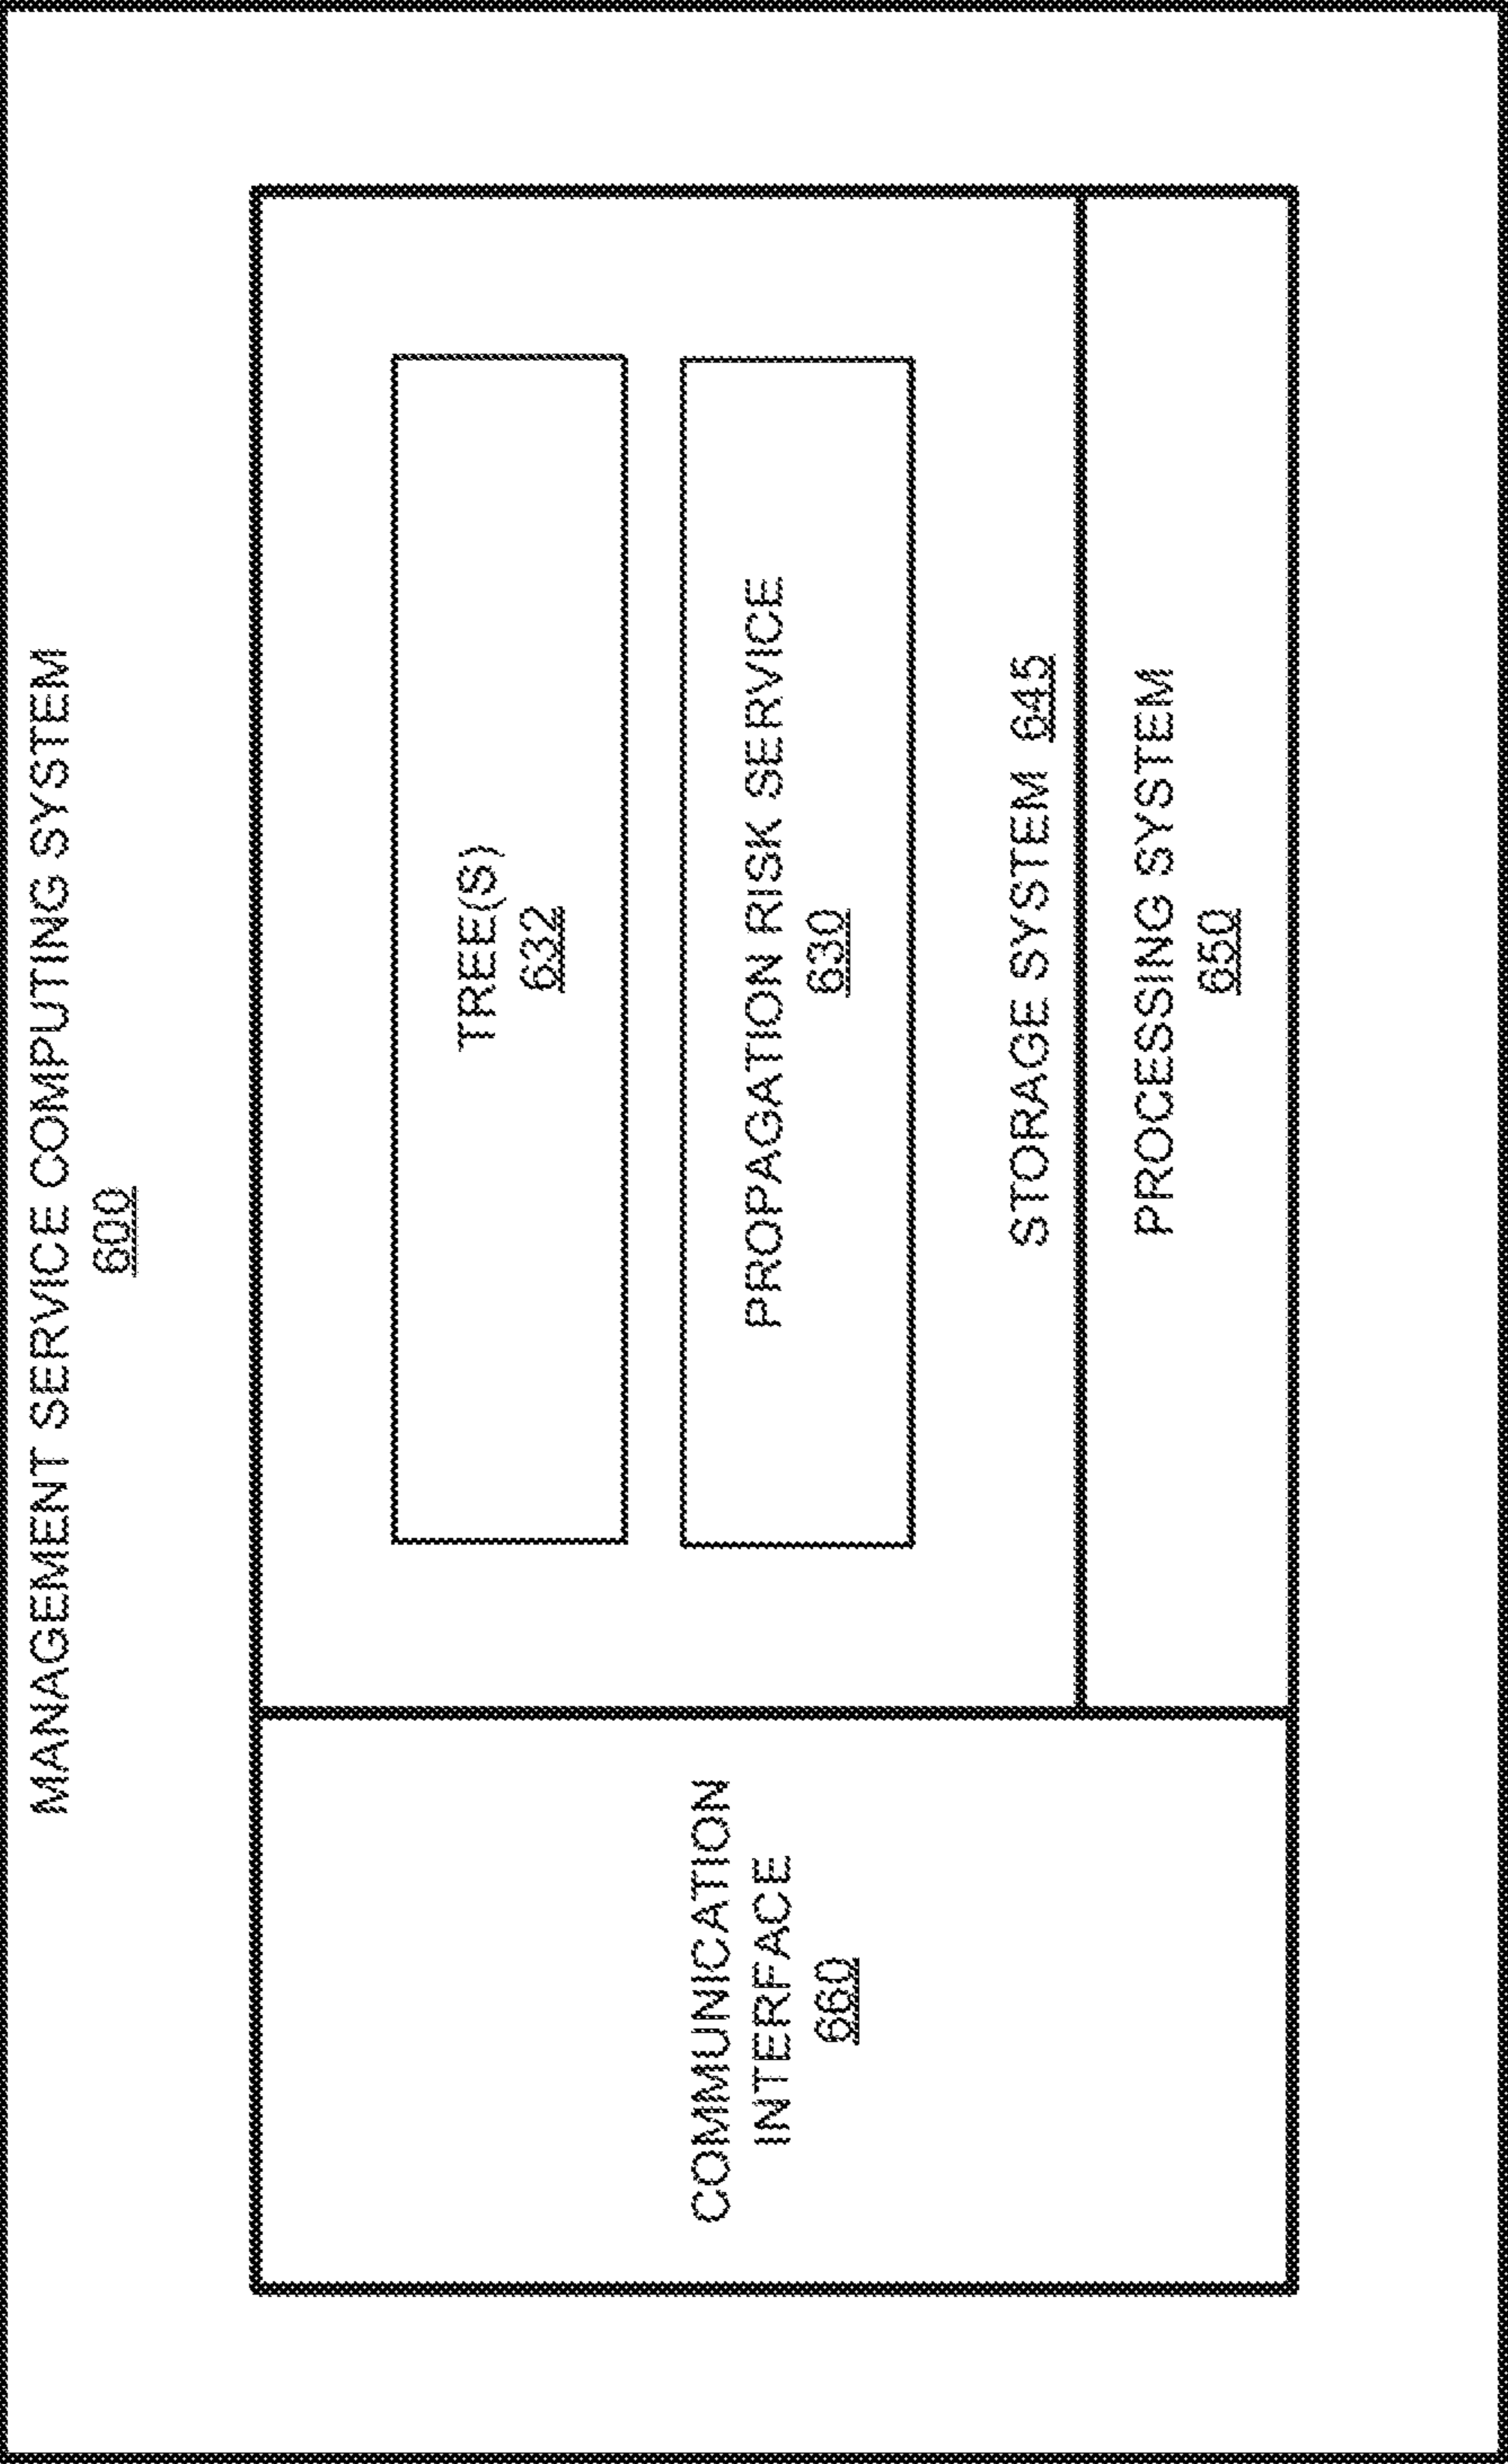 MANAGEMENT SERVICE COMPUTING SYSTEM
600
COMMUNICATION
INTERFACE
660
TREE(S)
632
PROPAGATION RISK SERVICE
630
STORAGE SYSTEM 645
PROCESSING SYSTEM
650